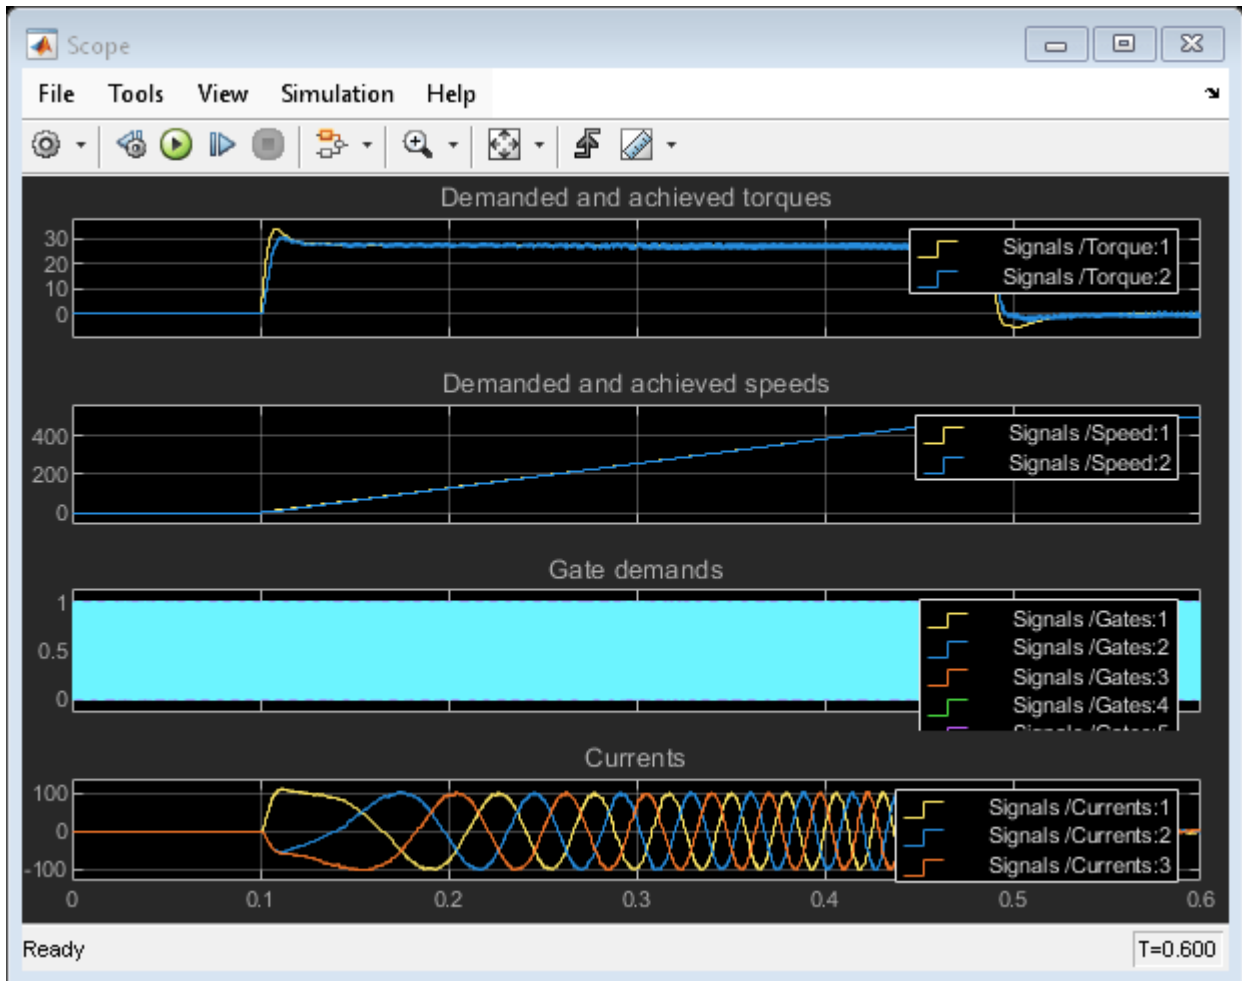 Scope
File Tools View Simulation Help
Demanded and achieved torques
30
20
10
0
Signals /Torque:1
Signals /Torque:2
Demanded and achieved speeds
400
200
0
Signals /Speed:1
Signals /Speed:2
Gate demands
1
0.5
0
Signals /Gates:1
Signals /Gates:2
Signals /Gates:3
Signals /Gates:4
Signals /Gates:5
Currents
100
0
-100
Signals /Currents:1
Signals /Currents:2
Signals /Currents:3
0 0.1 0.2 0.3 0.4 0.5 0.6
Ready T=0.600